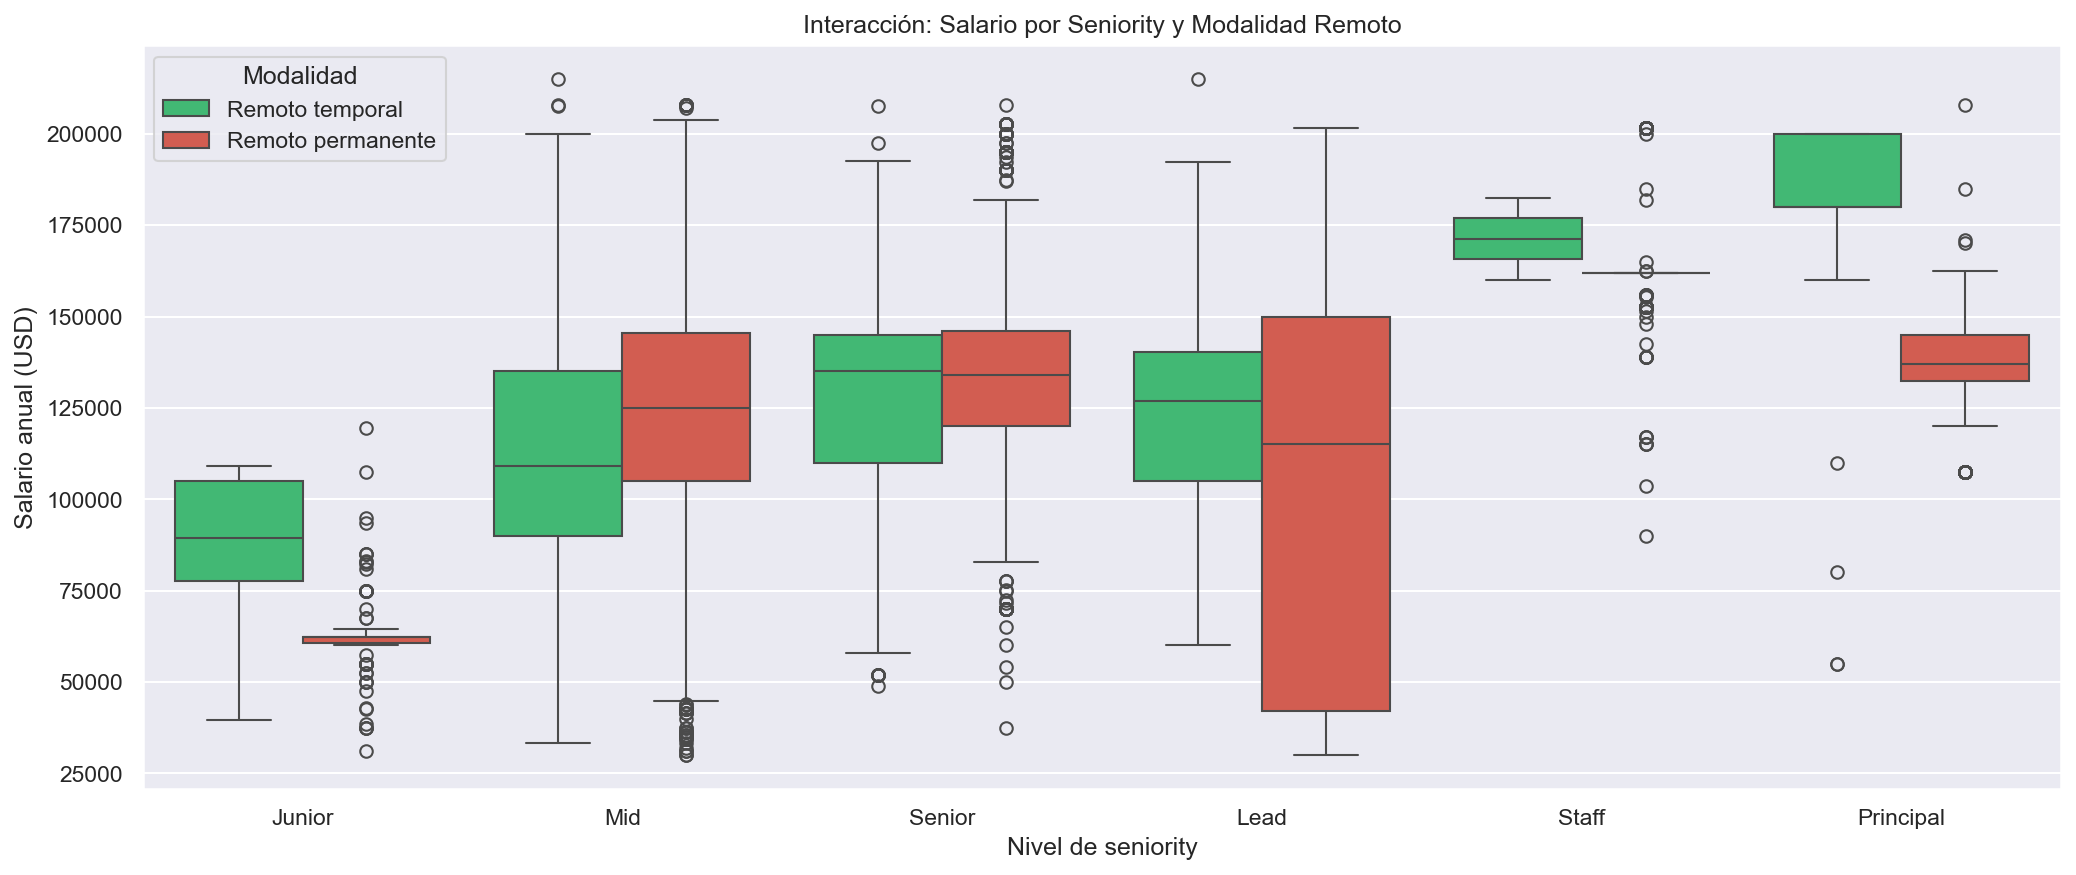 Interacción: Salario por Seniority y Modalidad Remoto
Modalidad
Remoto temporal
Remoto permanente
Salario anual (USD)
200000
175000
150000
125000
100000
75000
50000
25000
Junior
Mid
Senior
Lead
Staff
Principal
Nivel de seniority